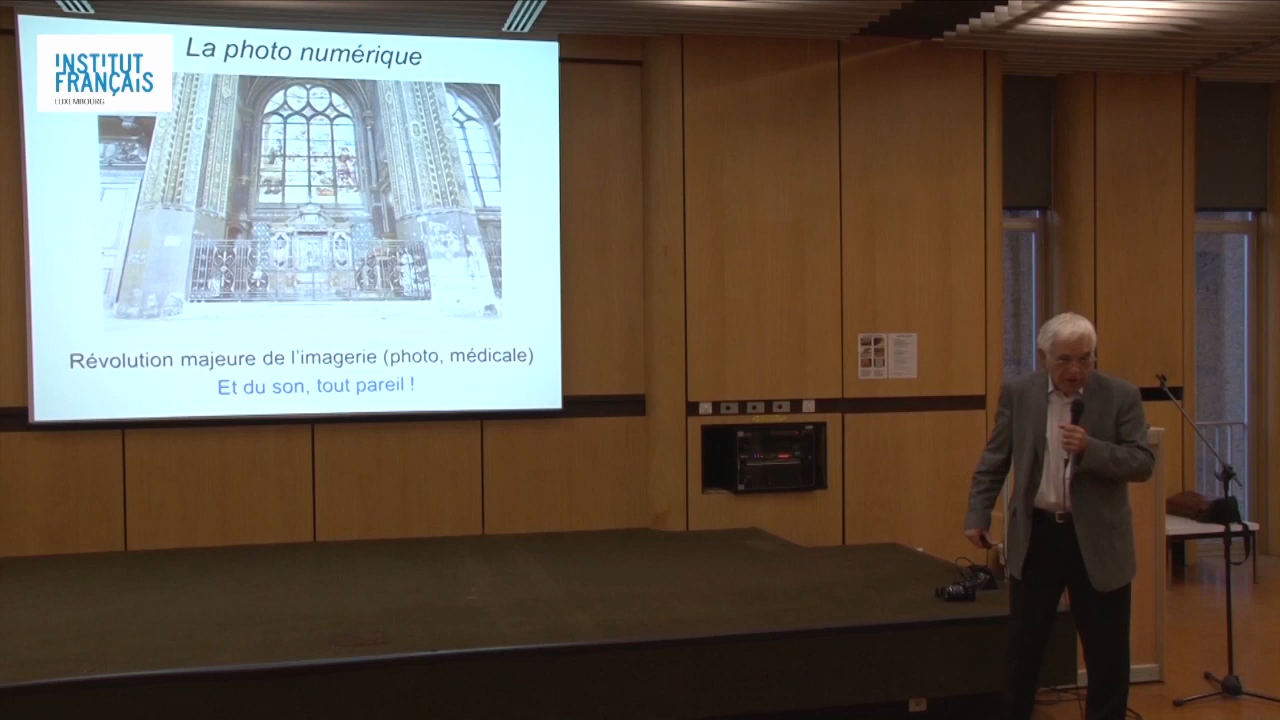 INSTITUT
FRANÇAIS
LUXEMBOURG
La photo numérique
Révolution majeure de l'imagerie (photo, médicale)
Et du son, tout pareil !